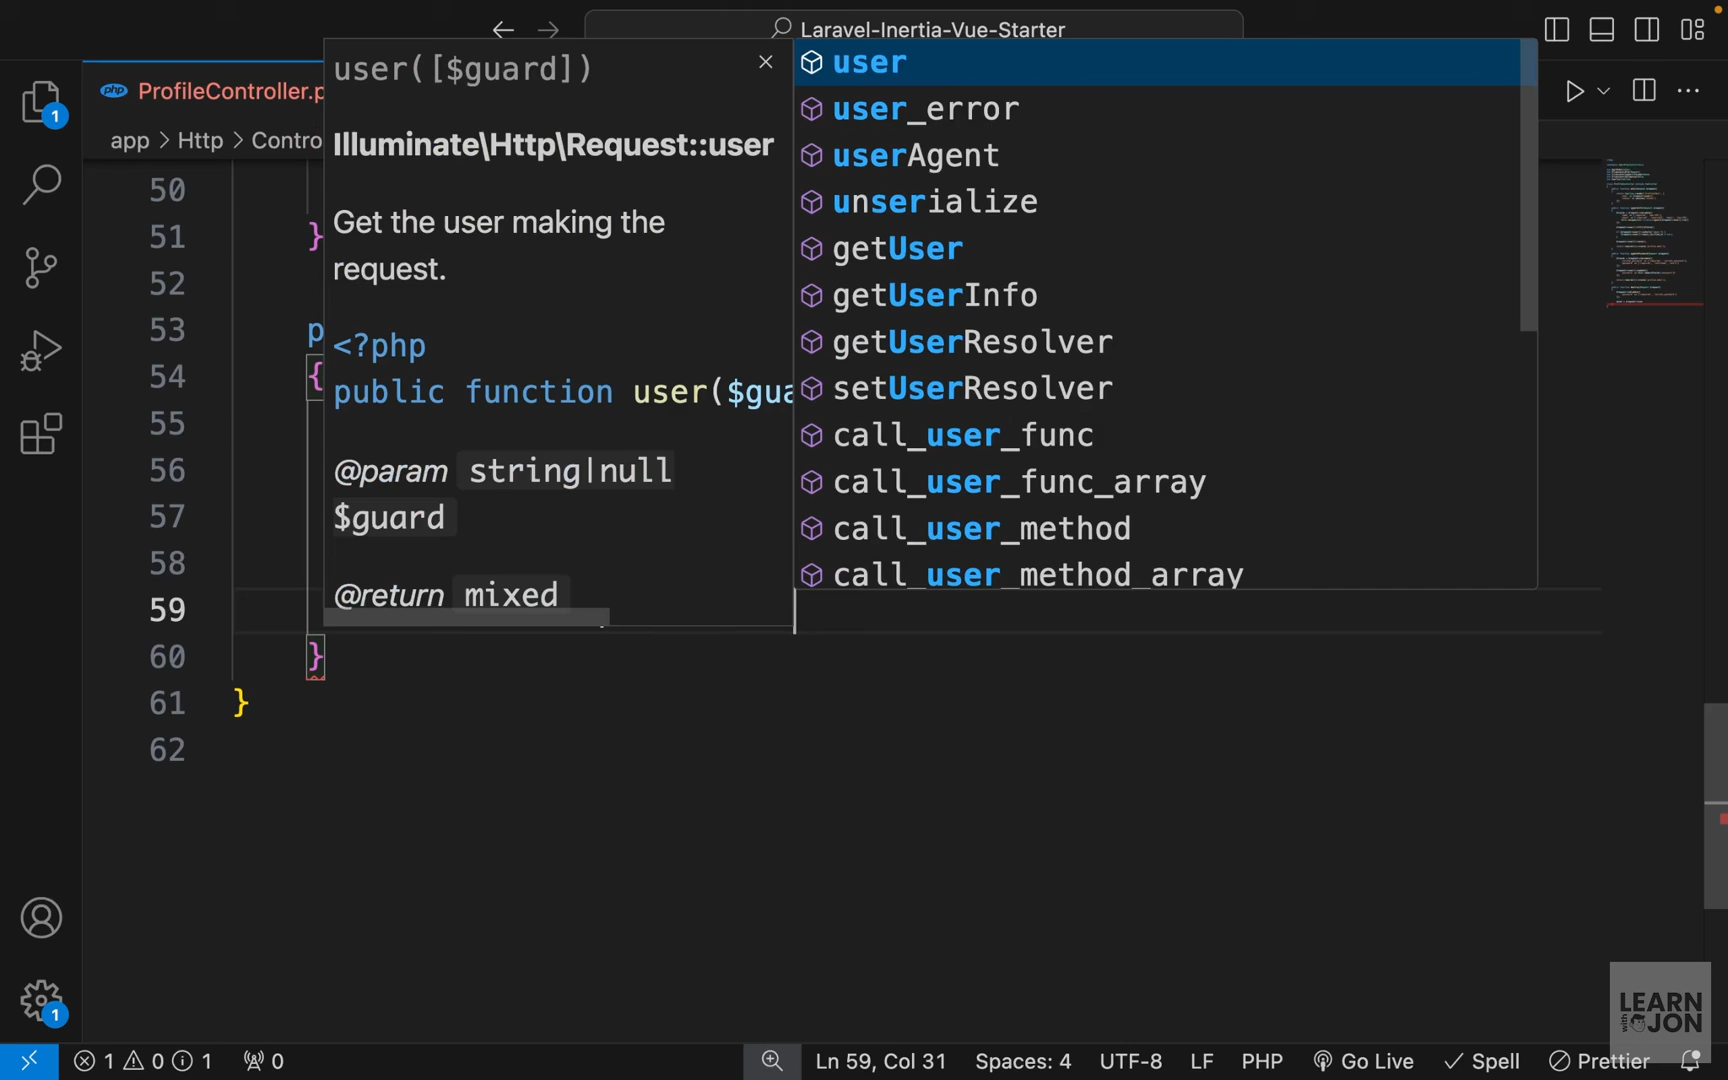 Laravel-Inertia-Vue-Starter
php ProfileController.p
app > Http > Contro
user([$guard])
Illuminate\Http\Request::user
Get the user making the
request.
<?php
public function user($gua
@param string|null
$guard
@return mixed
user
user_error
userAgent
unserialize
getUser
getUserInfo
getUserResolver
setUserResolver
call_user_func
call_user_func_array
call_user_method
call_user_method_array
50
51 }
52
53 p
54 {
55
56
57
58
59
60 }
61 }
62
1
1
LEARN
with JON
1 0 1 0
Ln 59, Col 31 Spaces: 4 UTF-8 LF PHP Go Live Spell Prettier